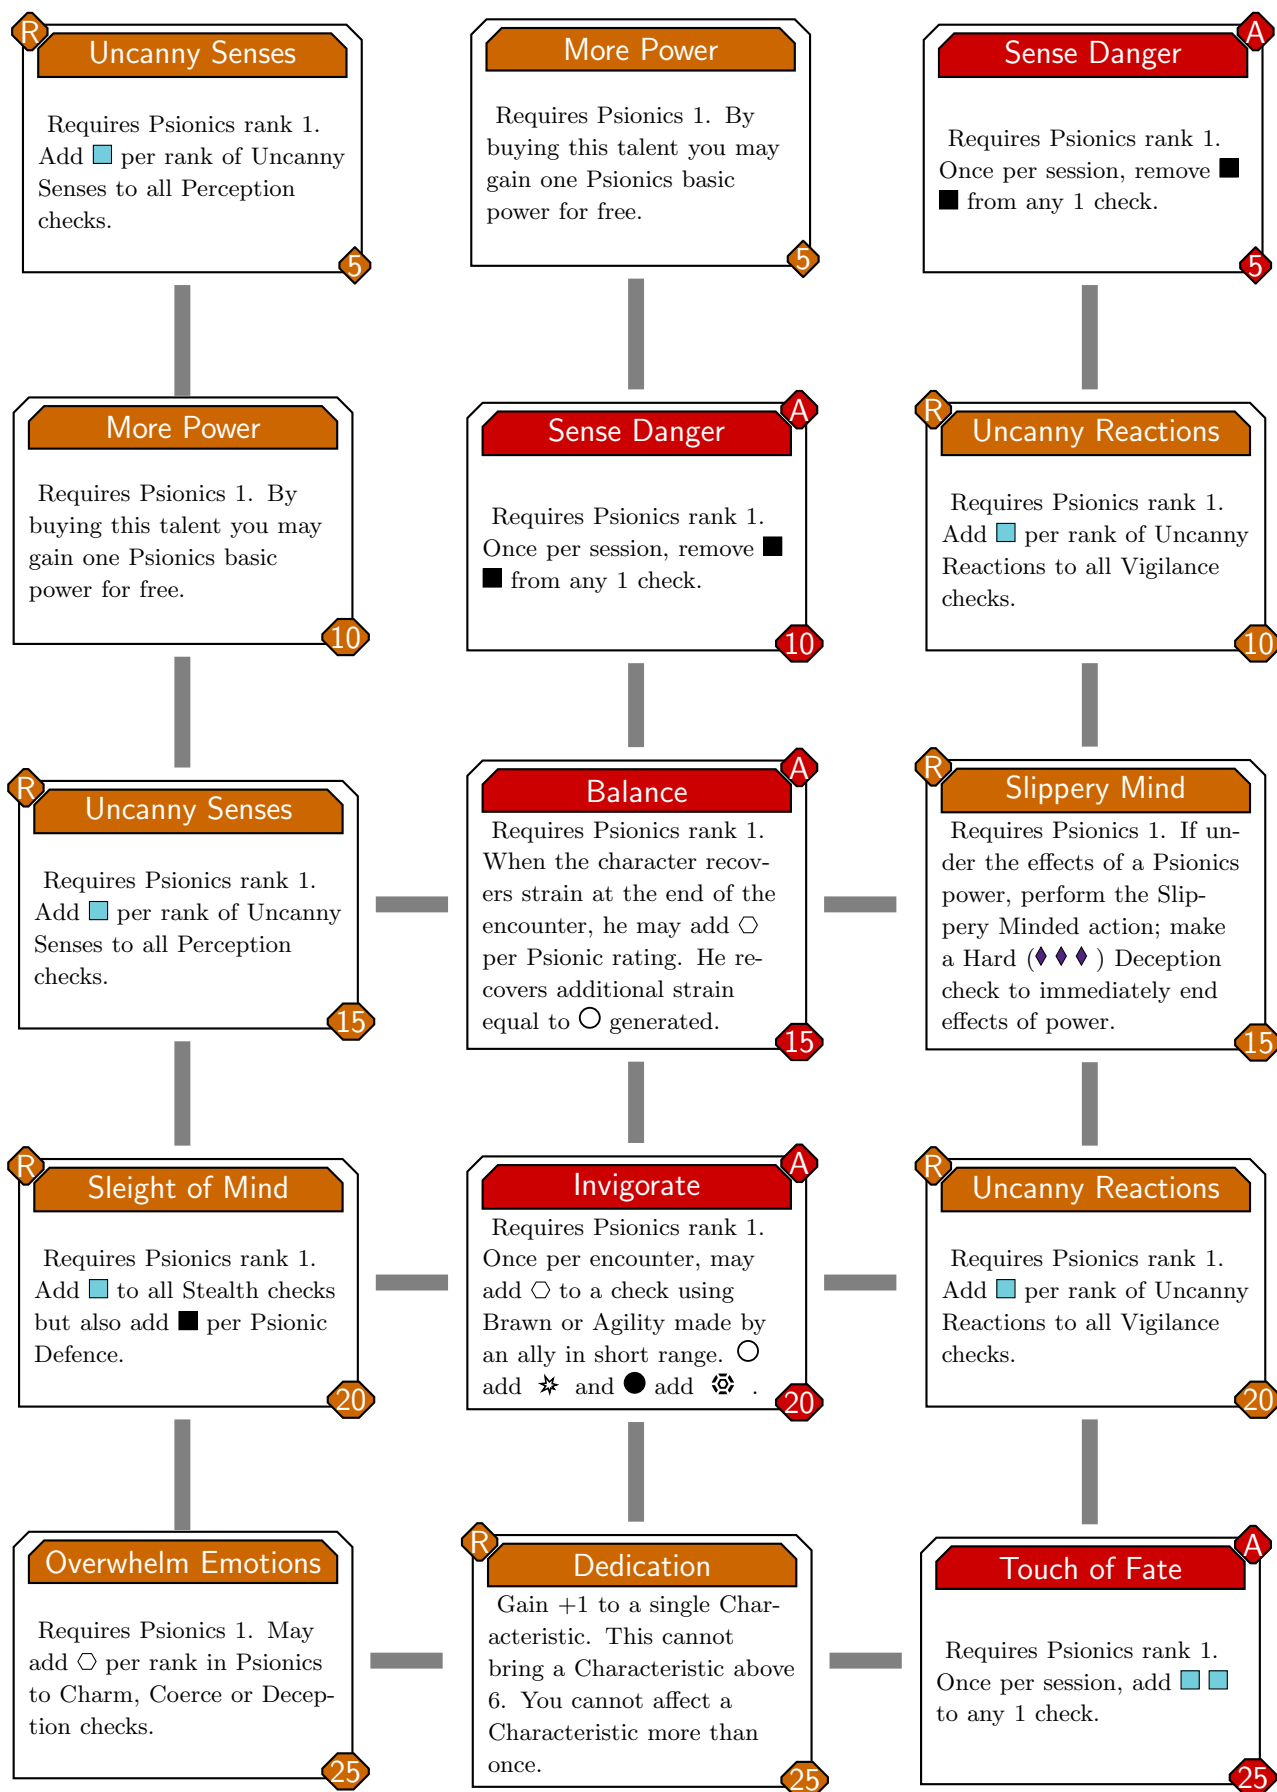 R
Uncanny Senses
Requires Psionics rank 1.
Add per rank of Uncanny
Senses to all Perception
checks.
5
More Power
Requires Psionics 1. By
buying this talent you may
gain one Psionics basic
power for free.
5
A
Sense Danger
Requires Psionics rank 1.
Once per session, remove
from any 1 check.
5
More Power
Requires Psionics 1. By
buying this talent you may
gain one Psionics basic
power for free.
10
A
Sense Danger
Requires Psionics rank 1.
Once per session, remove
from any 1 check.
10
R
Uncanny Reactions
Requires Psionics rank 1.
Add per rank of Uncanny
Reactions to all Vigilance
checks.
10
R
Uncanny Senses
Requires Psionics rank 1.
Add per rank of Uncanny
Senses to all Perception
checks.
15
A
Balance
Requires Psionics rank 1.
When the character recov-
ers strain at the end of the
encounter, he may add
per Psionic rating. He re-
covers additional strain
equal to generated.
15
R
Slippery Mind
Requires Psionics 1. If un-
der the effects of a Psionics
power, perform the Slip-
pery Minded action; make
a Hard (♦ ♦ ♦ ) Deception
check to immediately end
effects of power.
15
R
Sleight of Mind
Requires Psionics rank 1.
Add to all Stealth checks
but also add per Psionic
Defence.
20
A
Invigorate
Requires Psionics rank 1.
Once per encounter, may
add to a check using
Brawn or Agility made by
an ally in short range.
add and add .
20
R
Uncanny Reactions
Requires Psionics rank 1.
Add per rank of Uncanny
Reactions to all Vigilance
checks.
20
Overwhelm Emotions
Requires Psionics 1. May
add per rank in Psionics
to Charm, Coerce or Decep-
tion checks.
25
R
Dedication
Gain +1 to a single Char-
acteristic. This cannot
bring a Characteristic above
6. You cannot affect a
Characteristic more than
once.
25
A
Touch of Fate
Requires Psionics rank 1.
Once per session, add
to any 1 check.
25